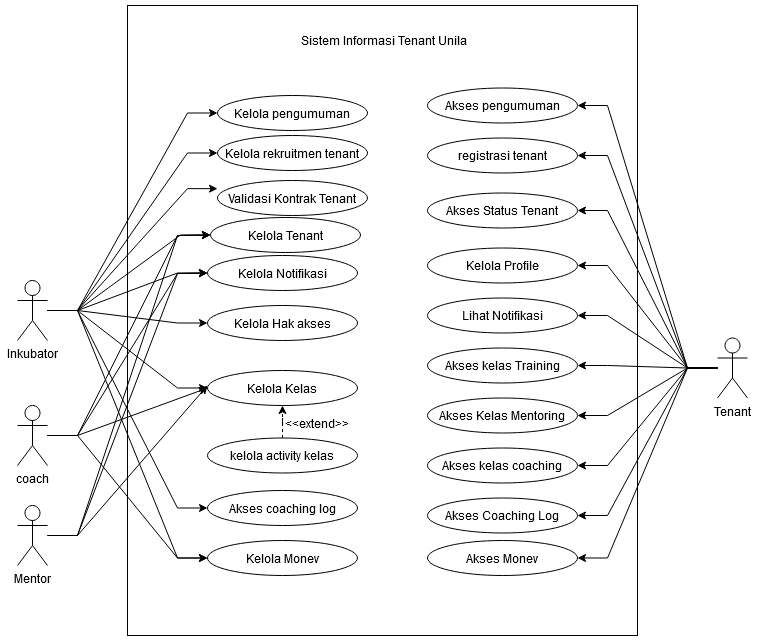 Sistem Informasi Tenant Unila
Kelola pengumuman
Kelola rekruitmen tenant
Validasi Kontrak Tenant
Kelola Tenant
Kelola Notifikasi
Kelola Hak akses
Kelola Kelas
<<extend>>
kelola activity kelas
Akses coaching log
Kelola Monev
Akses pengumuman
registrasi tenant
Akses Status Tenant
Kelola Profile
Lihat Notifikasi
Akses kelas Training
Akses Kelas Mentoring
Akses kelas coaching
Akses Coaching Log
Akses Monev
Inkubator
coach
Mentor
Tenant